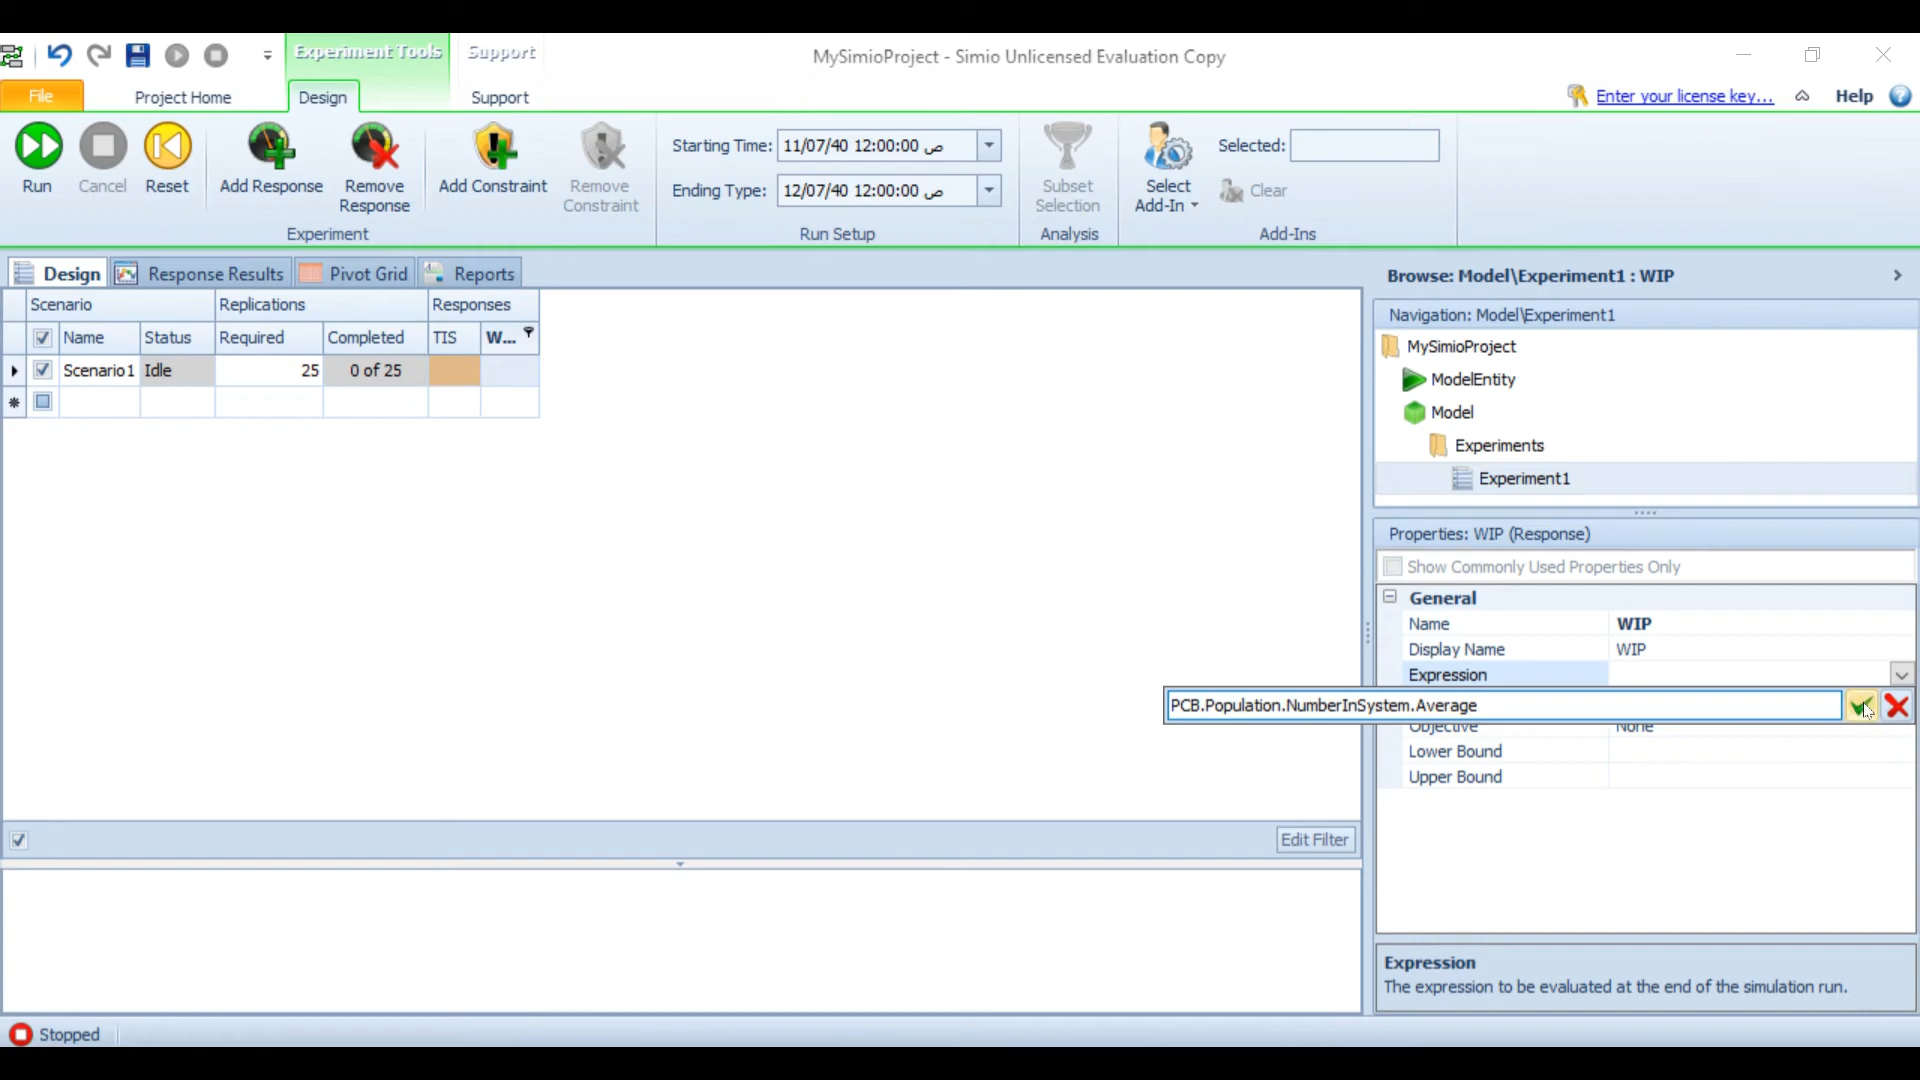 Experiment Tools
Support
MySimioProject - Simio Unlicensed Evaluation Copy
File
Project Home
Design
Support
Enter your license key...
Help
Run
Cancel
Reset
Add Response
Remove Response
Add Constraint
Remove Constraint
Experiment
Starting Time: 11/07/40 12:00:00 ص
Ending Type: 12/07/40 12:00:00 ص
Run Setup
Subset Selection
Analysis
Select Add-In
Selected:
Clear
Add-Ins
Design
Response Results
Pivot Grid
Reports
Scenario
Replications
Responses
Name
Status
Required
Completed
TIS
W...
Scenario1
Idle
25
0 of 25
Edit Filter
Stopped
Browse: Model\Experiment1 : WIP
Navigation: Model\Experiment1
MySimioProject
ModelEntity
Model
Experiments
Experiment1
Properties: WIP (Response)
Show Commonly Used Properties Only
General
Name WIP
Display Name WIP
Expression
PCB.Population.NumberInSystem.Average
Objective None
Lower Bound
Upper Bound
Expression
The expression to be evaluated at the end of the simulation run.